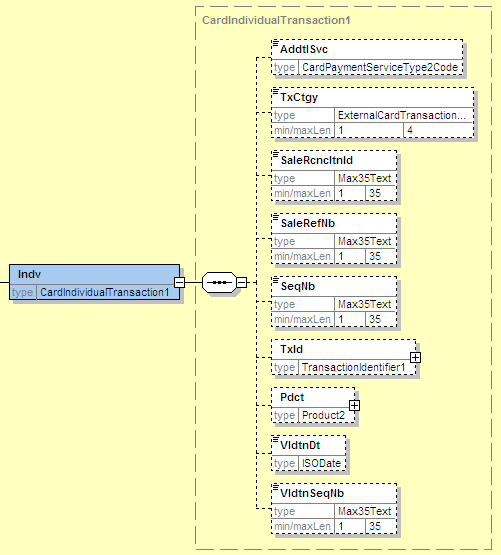 CardIndividualTransaction1
AddtlSvc
type CardPaymentServiceType2Code
TxCtgy
type ExternalCardTransaction...
min/maxLen 1 4
SaleRcncltnId
type Max35Text
min/maxLen 1 35
SaleRefNb
type Max35Text
min/maxLen 1 35
Indv
type CardIndividualTransaction1
SeqNb
type Max35Text
min/maxLen 1 35
TxId
type TransactionIdentifier1
Pdct
type Product2
VldtnDt
type ISODate
VldtnSeqNb
type Max35Text
min/maxLen 1 35